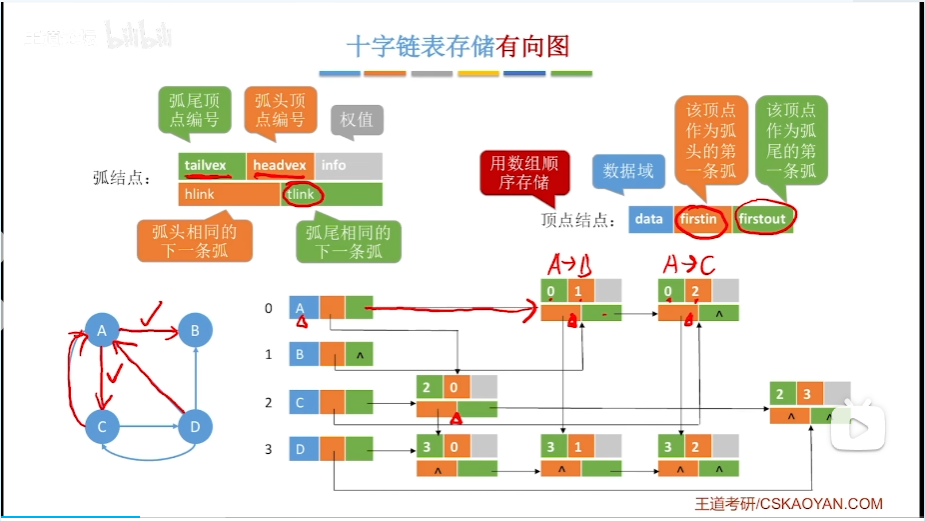 王道考研 bilibili
十字链表存储有向图
弧尾顶
点编号
弧头顶
点编号
权值
弧结点：
tailvex headvex info
hlink tlink
弧头相同的
下一条弧
弧尾相同的
下一条弧
用数组顺
序存储
数据域
该顶点
作为弧
头的第
一条弧
该顶点
作为弧
尾的第
一条弧
顶点结点：
data firstin firstout
A→B A→C
A B
C D
0 A
0 1
0 2
^
1 B ^
2 C
2 0
2 3
^ ^
3 D
3 0
^
3 1
^
3 2
^ ^
王道考研/CSKAOYAN.COM